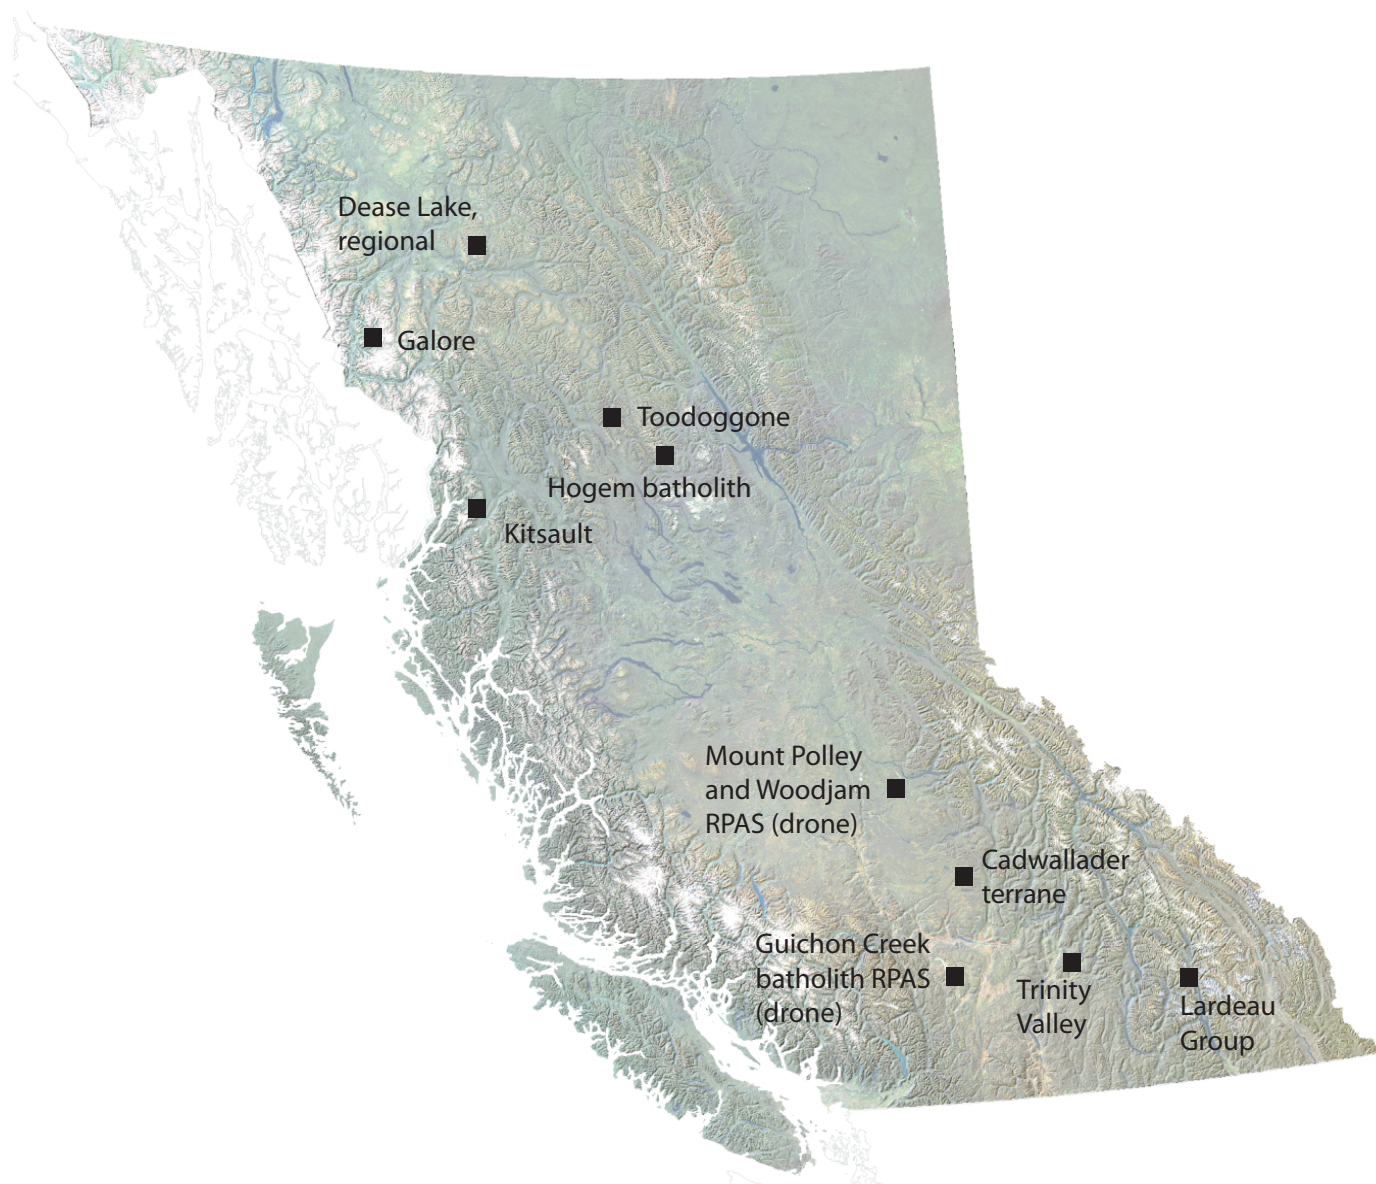 Dease Lake,
regional
Galore
Toodoggone
Hogem batholith
Kitsault
Mount Polley
and Woodjam
RPAS (drone)
Cadwallader
terrane
Guichon Creek
batholith RPAS
(drone)
Trinity
Valley
Lardeau
Group